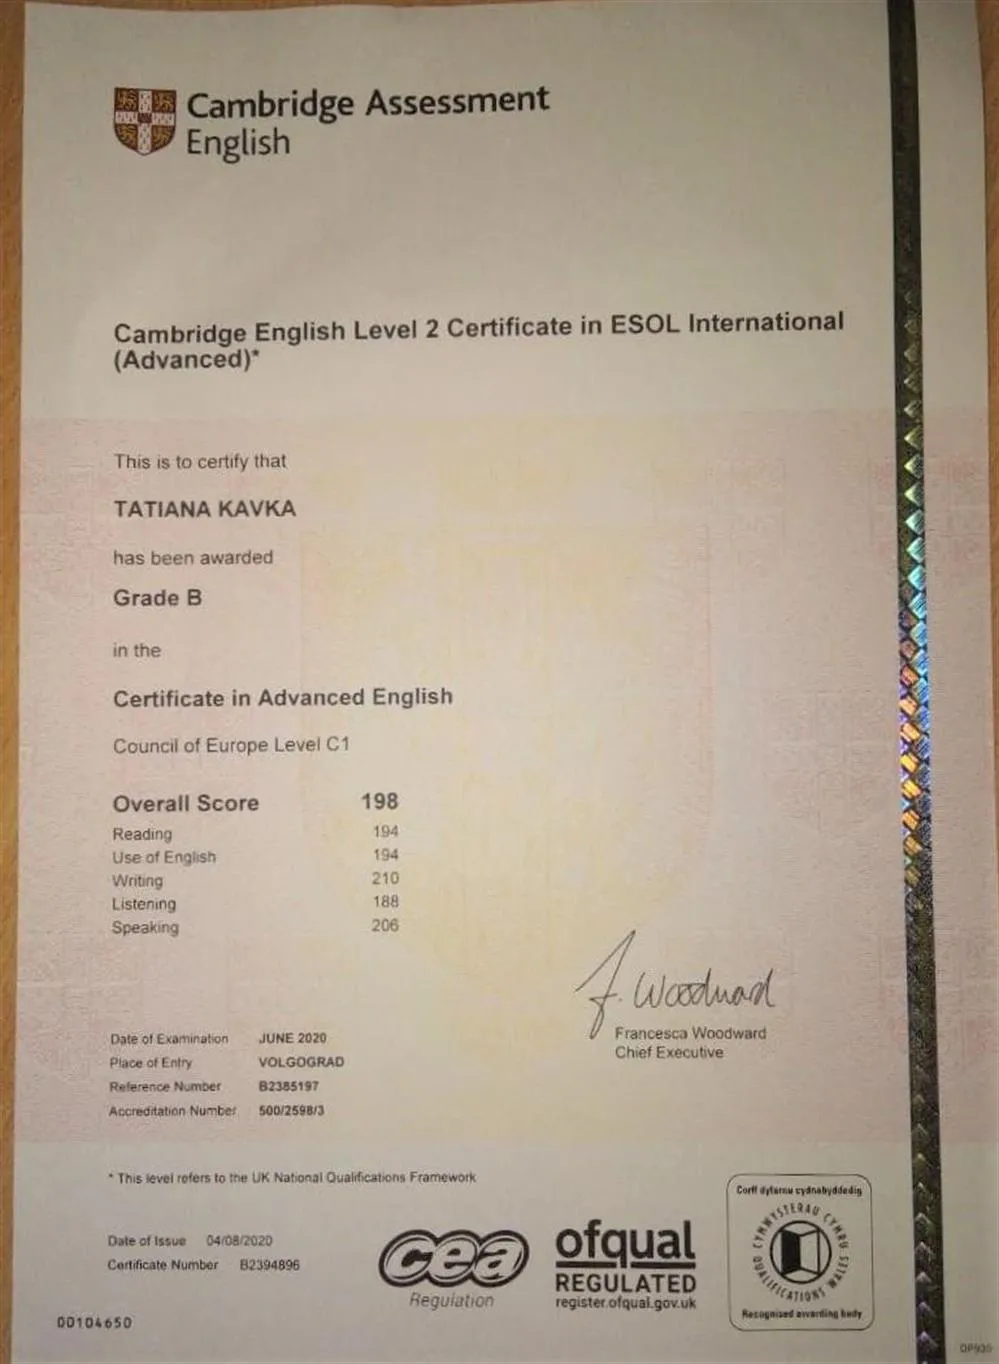 Cambridge Assessment
English
Cambridge English Level 2 Certificate in ESOL International
(Advanced)*
This is to certify that
TATIANA KAVKA
has been awarded
Grade B
in the
Certificate in Advanced English
Council of Europe Level C1
Overall Score 198
Reading 194
Use of English 194
Writing 210
Listening 188
Speaking 206
F. Woodward
Francesca Woodward
Chief Executive
Date of Examination JUNE 2020
Place of Entry VOLGOGRAD
Reference Number B2385197
Accreditation Number 500/2598/3
* This level refers to the UK National Qualifications Framework
Date of Issue 04/08/2020
Certificate Number B2394896
cea
Regulation
ofqual
REGULATED
register.ofqual.gov.uk
Corff dyfarnu cydnabyddedig
CYMWYSTERAU CYMRU
QUALIFICATIONS WALES
Recognised awarding body
00104650